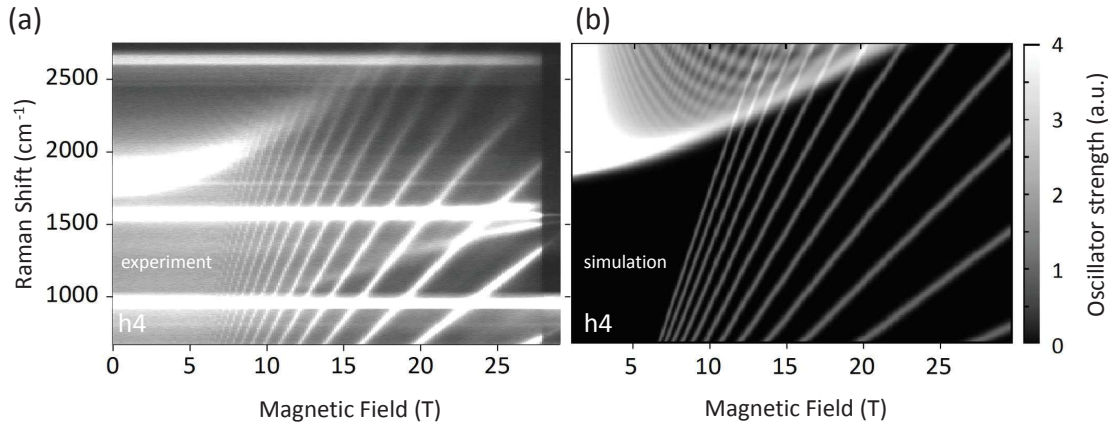 (a)
(b)
Raman Shift (cm⁻¹)
2500
2000
1500
1000
experiment
h4
0
5
10
15
20
25
Magnetic Field (T)
simulation
h4
5
10
15
20
25
Magnetic Field (T)
4
3
2
1
0
Oscillator strength (a.u.)